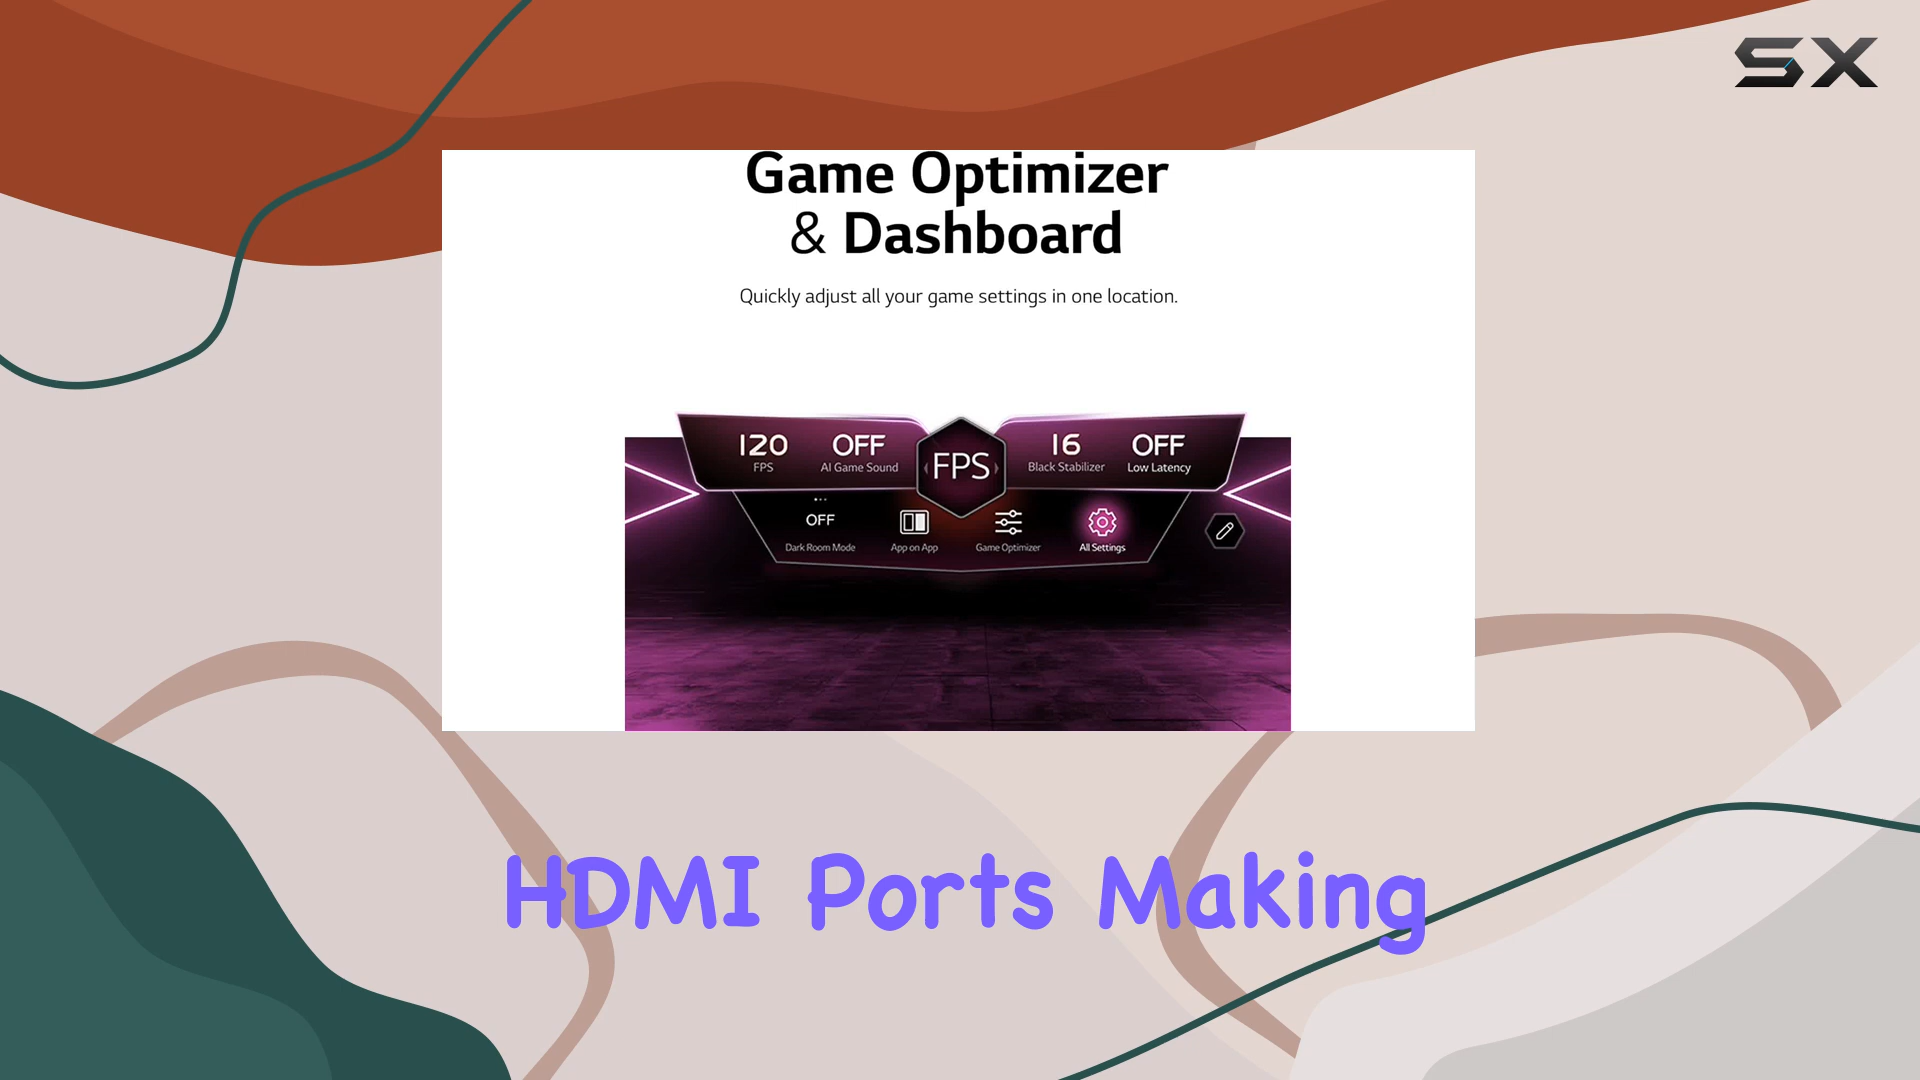 SX
Game Optimizer
& Dashboard
Quickly adjust all your game settings in one location.
120 OFF FPS 16 OFF
FPS AI Game Sound Black Stabilizer Low Latency
OFF
Dark Room Mode App on App Game Optimizer All Settings
HDMI Ports Making